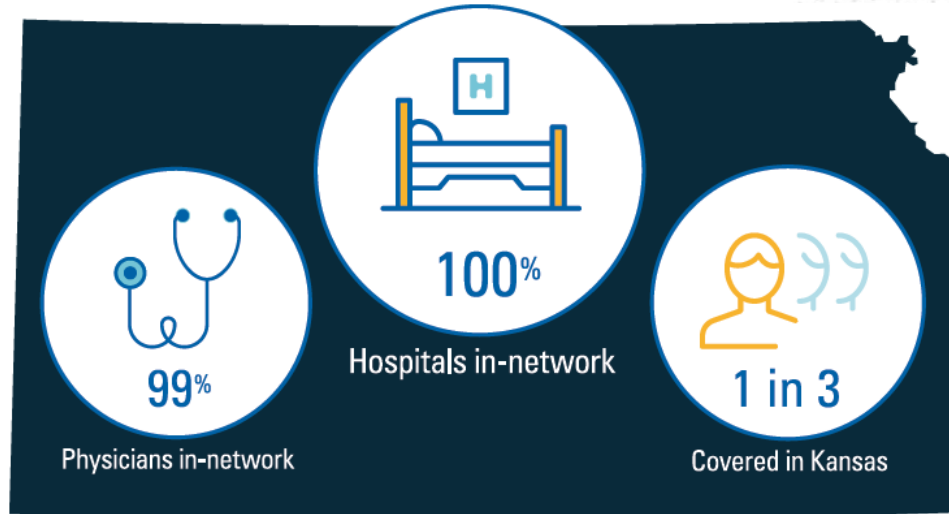 H
100%
Hospitals in-network
99%
Physicians in-network
1 in 3
Covered in Kansas